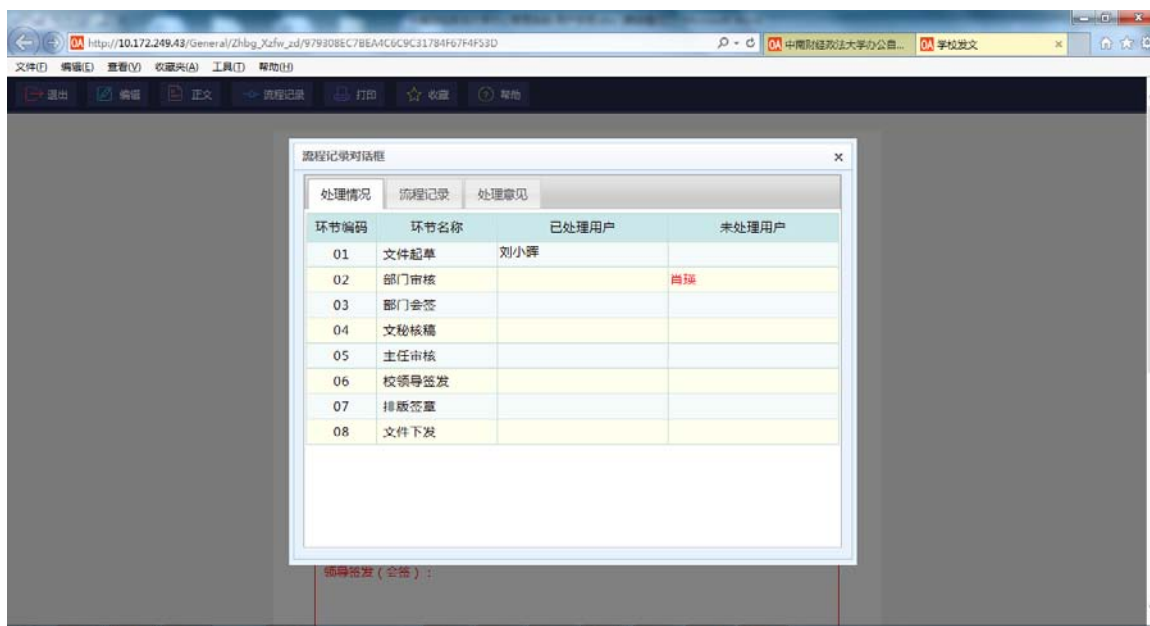 http://10.172.249.43/General/Zhbg_Xzfw_zd/979308EC7BEA4C6C9C31784F67F4F53D
中南财经政法大学办公自...
学校发文
文件(F) 编辑(E) 查看(V) 收藏夹(A) 工具(T) 帮助(H)
退出 编辑 正文 流程记录 打印 收藏 帮助
流程记录对话框
处理情况 流程记录 处理意见
环节编码 环节名称 已处理用户 未处理用户
01 文件起草 刘小晖
02 部门审核 肖瑛
03 部门会签
04 文秘核稿
05 主任审核
06 校领导签发
07 排版签章
08 文件下发
领导签发（会签）：